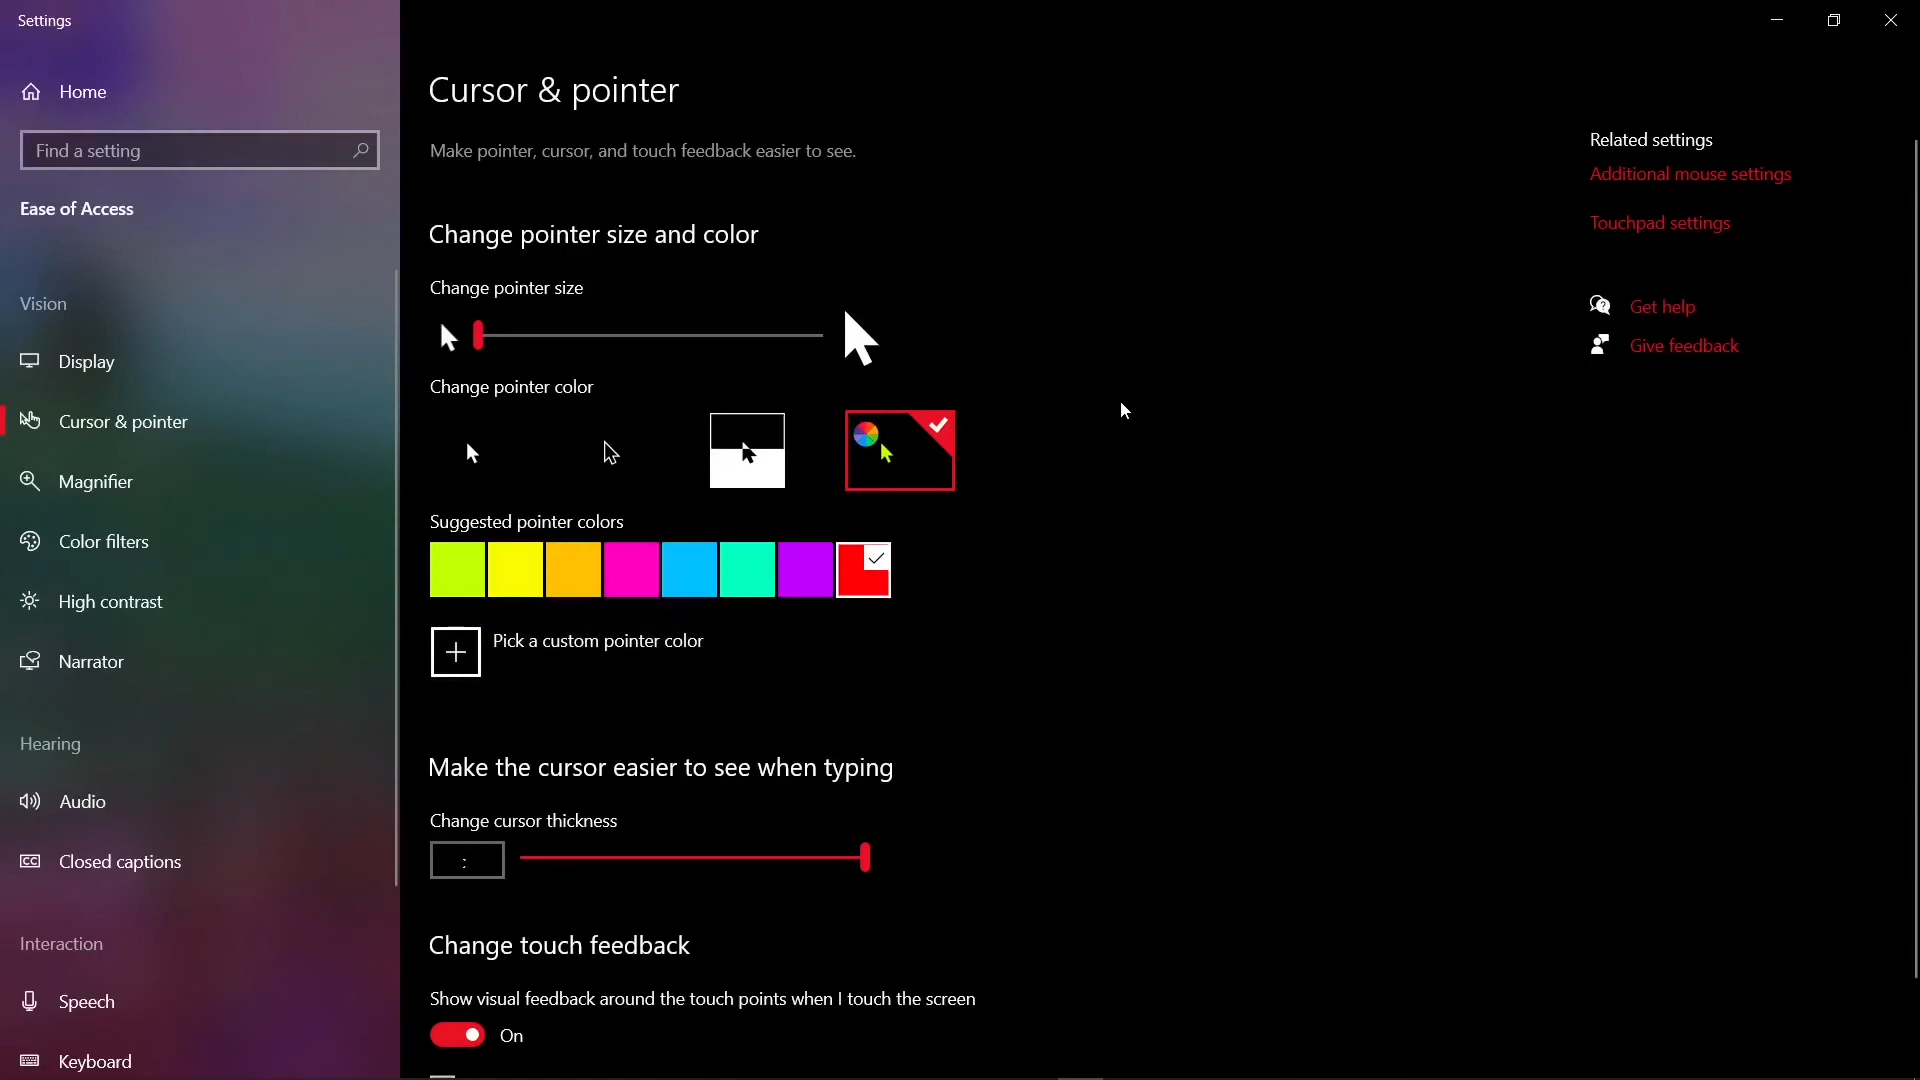 Settings
Home
Find a setting
Ease of Access
Vision
Display
Cursor & pointer
Magnifier
Color filters
High contrast
Narrator
Hearing
Audio
CC Closed captions
Interaction
Speech
Keyboard
Cursor & pointer
Make pointer, cursor, and touch feedback easier to see.
Change pointer size and color
Change pointer size
Change pointer color
Suggested pointer colors
Pick a custom pointer color
Make the cursor easier to see when typing
Change cursor thickness
Change touch feedback
Show visual feedback around the touch points when I touch the screen
On
Related settings
Additional mouse settings
Touchpad settings
Get help
Give feedback